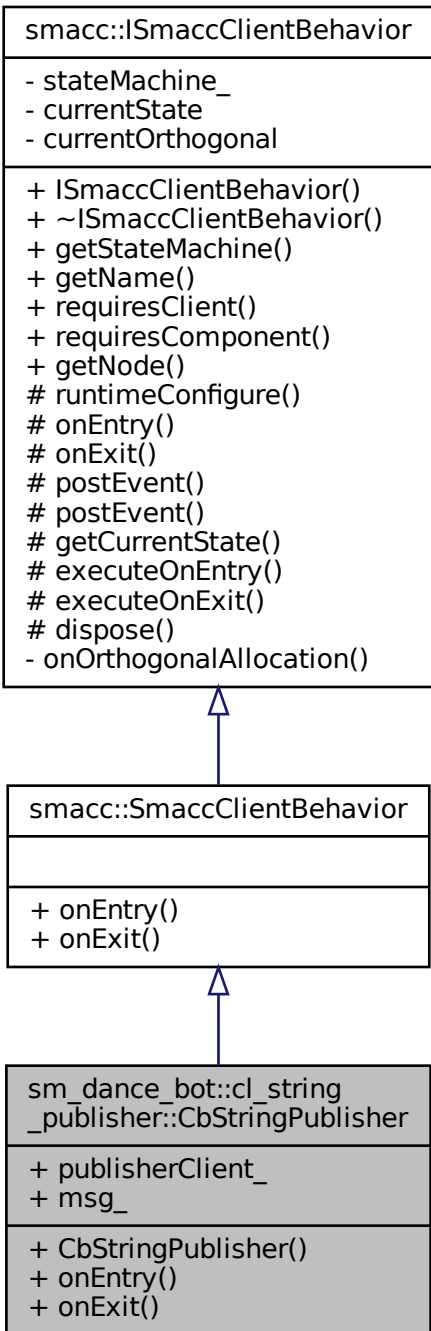 smacc::ISmaccClientBehavior
- stateMachine_
- currentState
- currentOrthogonal
+ ISmaccClientBehavior()
+ ~ISmaccClientBehavior()
+ getStateMachine()
+ getName()
+ requiresClient()
+ requiresComponent()
+ getNode()
# runtimeConfigure()
# onEntry()
# onExit()
# postEvent()
# postEvent()
# getCurrentState()
# executeOnEntry()
# executeOnExit()
# dispose()
- onOrthogonalAllocation()
smacc::SmaccClientBehavior
+ onEntry()
+ onExit()
sm_dance_bot::cl_string
_publisher::CbStringPublisher
+ publisherClient_
+ msg_
+ CbStringPublisher()
+ onEntry()
+ onExit()